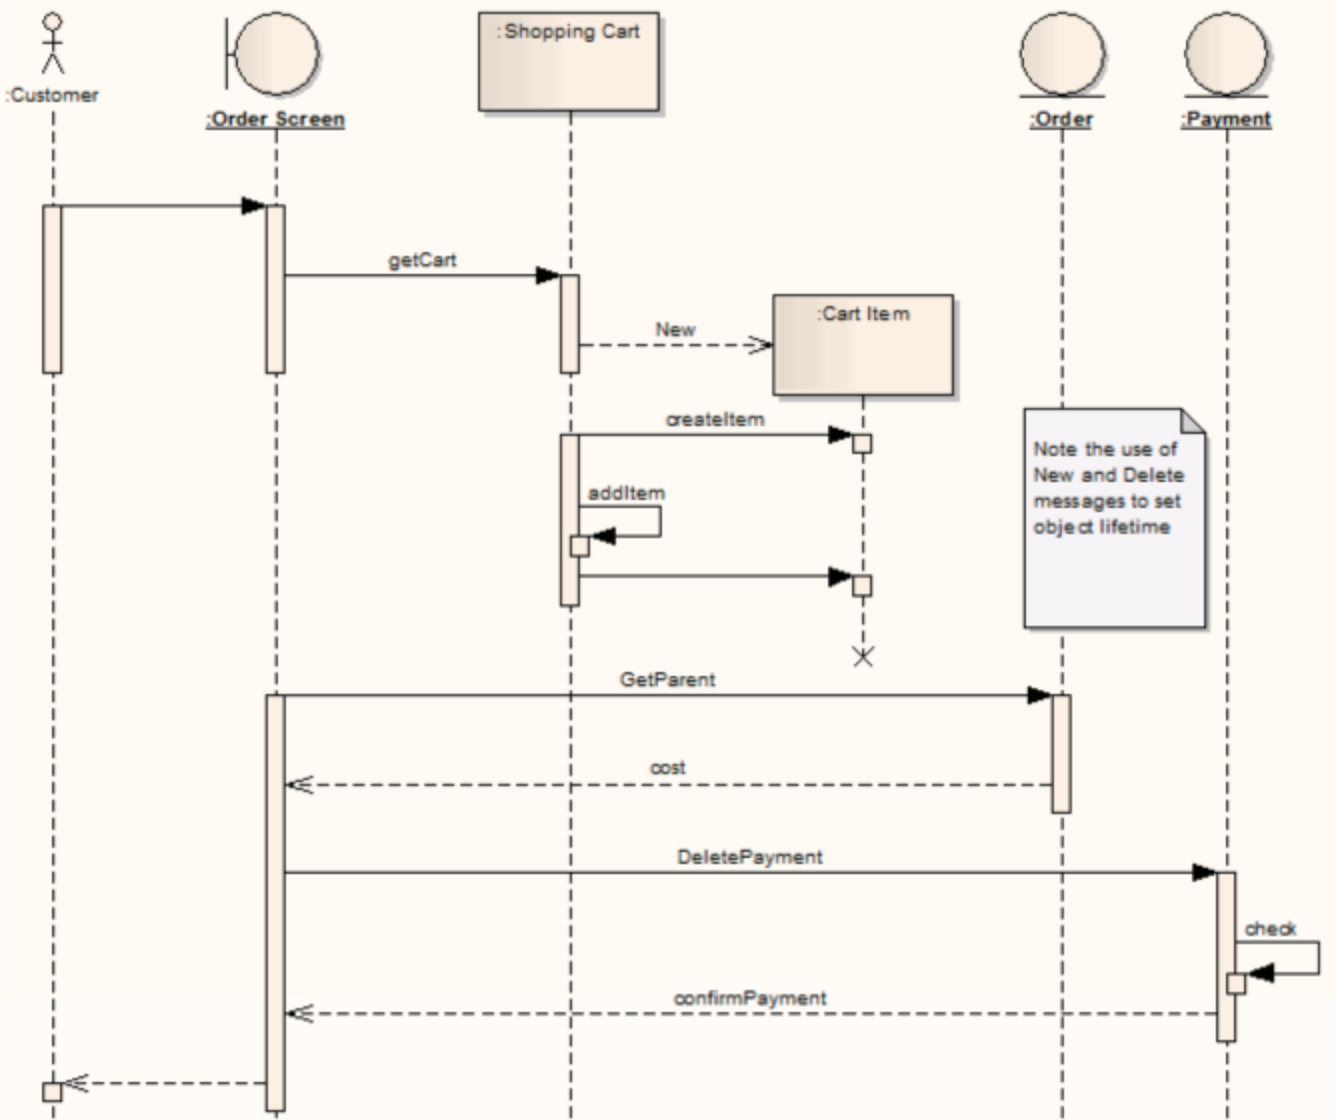 :Shopping Cart
:Customer
:Order Screen
:Order
:Payment
getCart
:Cart Item
New
createItem
Note the use of
New and Delete
messages to set
object lifetime
addItem
GetParent
cost
DeletePayment
check
confirmPayment